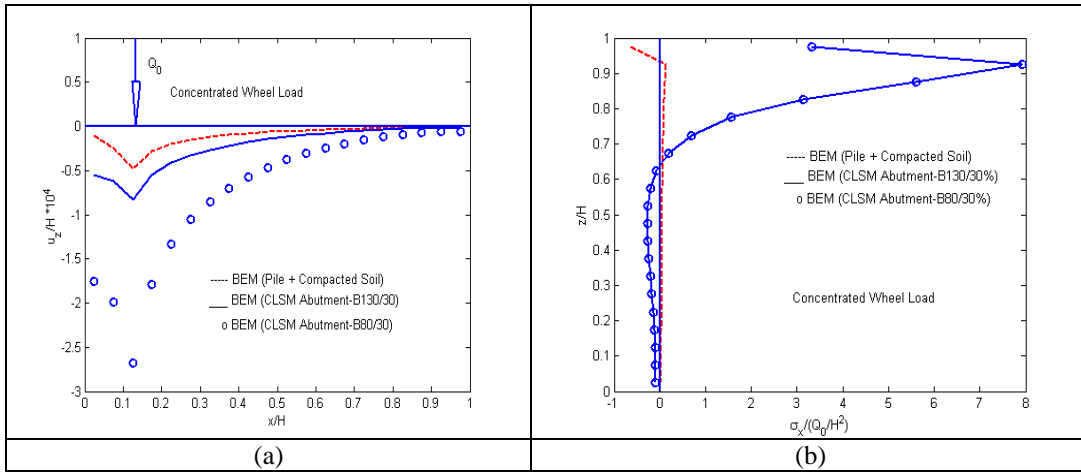 1
0.5
0
-0.5
-1
-1.5
-2
-2.5
-3
u_z/H *10^4
Q_0
Concentrated Wheel Load
---- BEM (Pile + Compacted Soil)
— BEM (CLSM Abutment-B130/30)
o BEM (CLSM Abutment-B80/30)
0 0.1 0.2 0.3 0.4 0.5 0.6 0.7 0.8 0.9 1
x/H
(a)
1
0.9
0.8
0.7
0.6
0.5
0.4
0.3
0.2
0.1
0
z/H
---- BEM (Pile + Compacted Soil)
— BEM (CLSM Abutment-B130/30%)
o BEM (CLSM Abutment-B80/30%)
Concentrated Wheel Load
-1 0 1 2 3 4 5 6 7 8
σ_x/(Q_0/H^2)
(b)